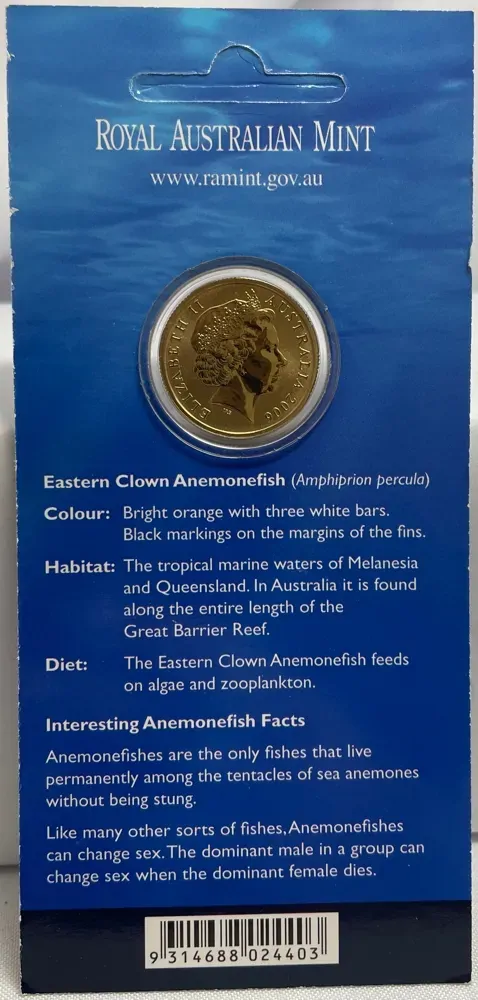 ROYAL AUSTRALIAN MINT
www.ramint.gov.au
ELIZABETH II AUSTRALIA 2006
Eastern Clown Anemonefish (Amphiprion percula)
Colour: Bright orange with three white bars.
Black markings on the margins of the fins.
Habitat: The tropical marine waters of Melanesia
and Queensland. In Australia it is found
along the entire length of the
Great Barrier Reef.
Diet: The Eastern Clown Anemonefish feeds
on algae and zooplankton.
Interesting Anemonefish Facts
Anemonefishes are the only fishes that live
permanently among the tentacles of sea anemones
without being stung.
Like many other sorts of fishes, Anemonefishes
can change sex. The dominant male in a group can
change sex when the dominant female dies.
9 314688 024403